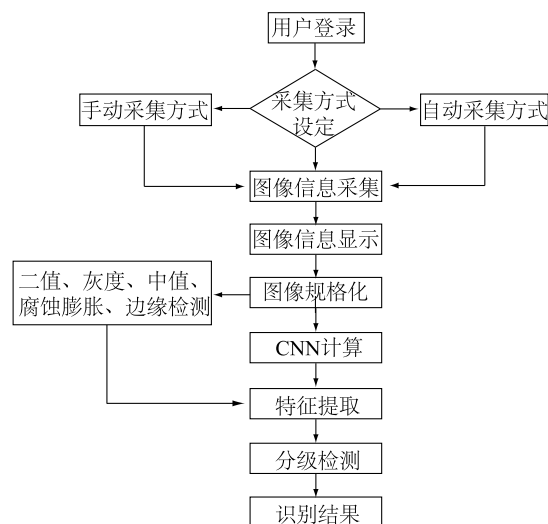 用户登录
采集方式
设定
手动采集方式
自动采集方式
图像信息采集
图像信息显示
图像规格化
二值、灰度、中值、
腐蚀膨胀、边缘检测
CNN计算
特征提取
分级检测
识别结果